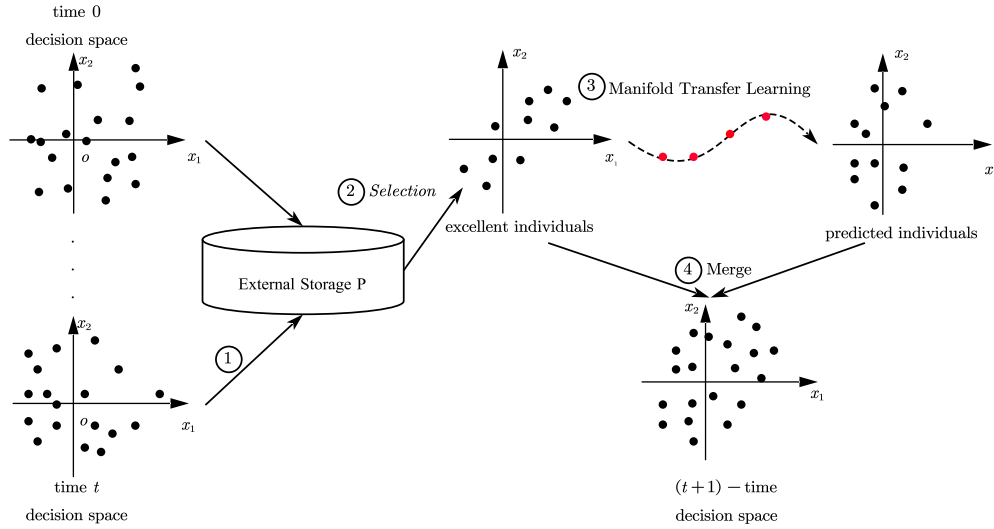 time 0
decision space
x₂
x₁
o
.
.
.
x₂
o
x₁
time t
decision space
1
External Storage P
2 Selection
x₂
x₁
excellent individuals
3 Manifold Transfer Learning
x₂
x
predicted individuals
4 Merge
x₂
x₁
(t+1) − time
decision space